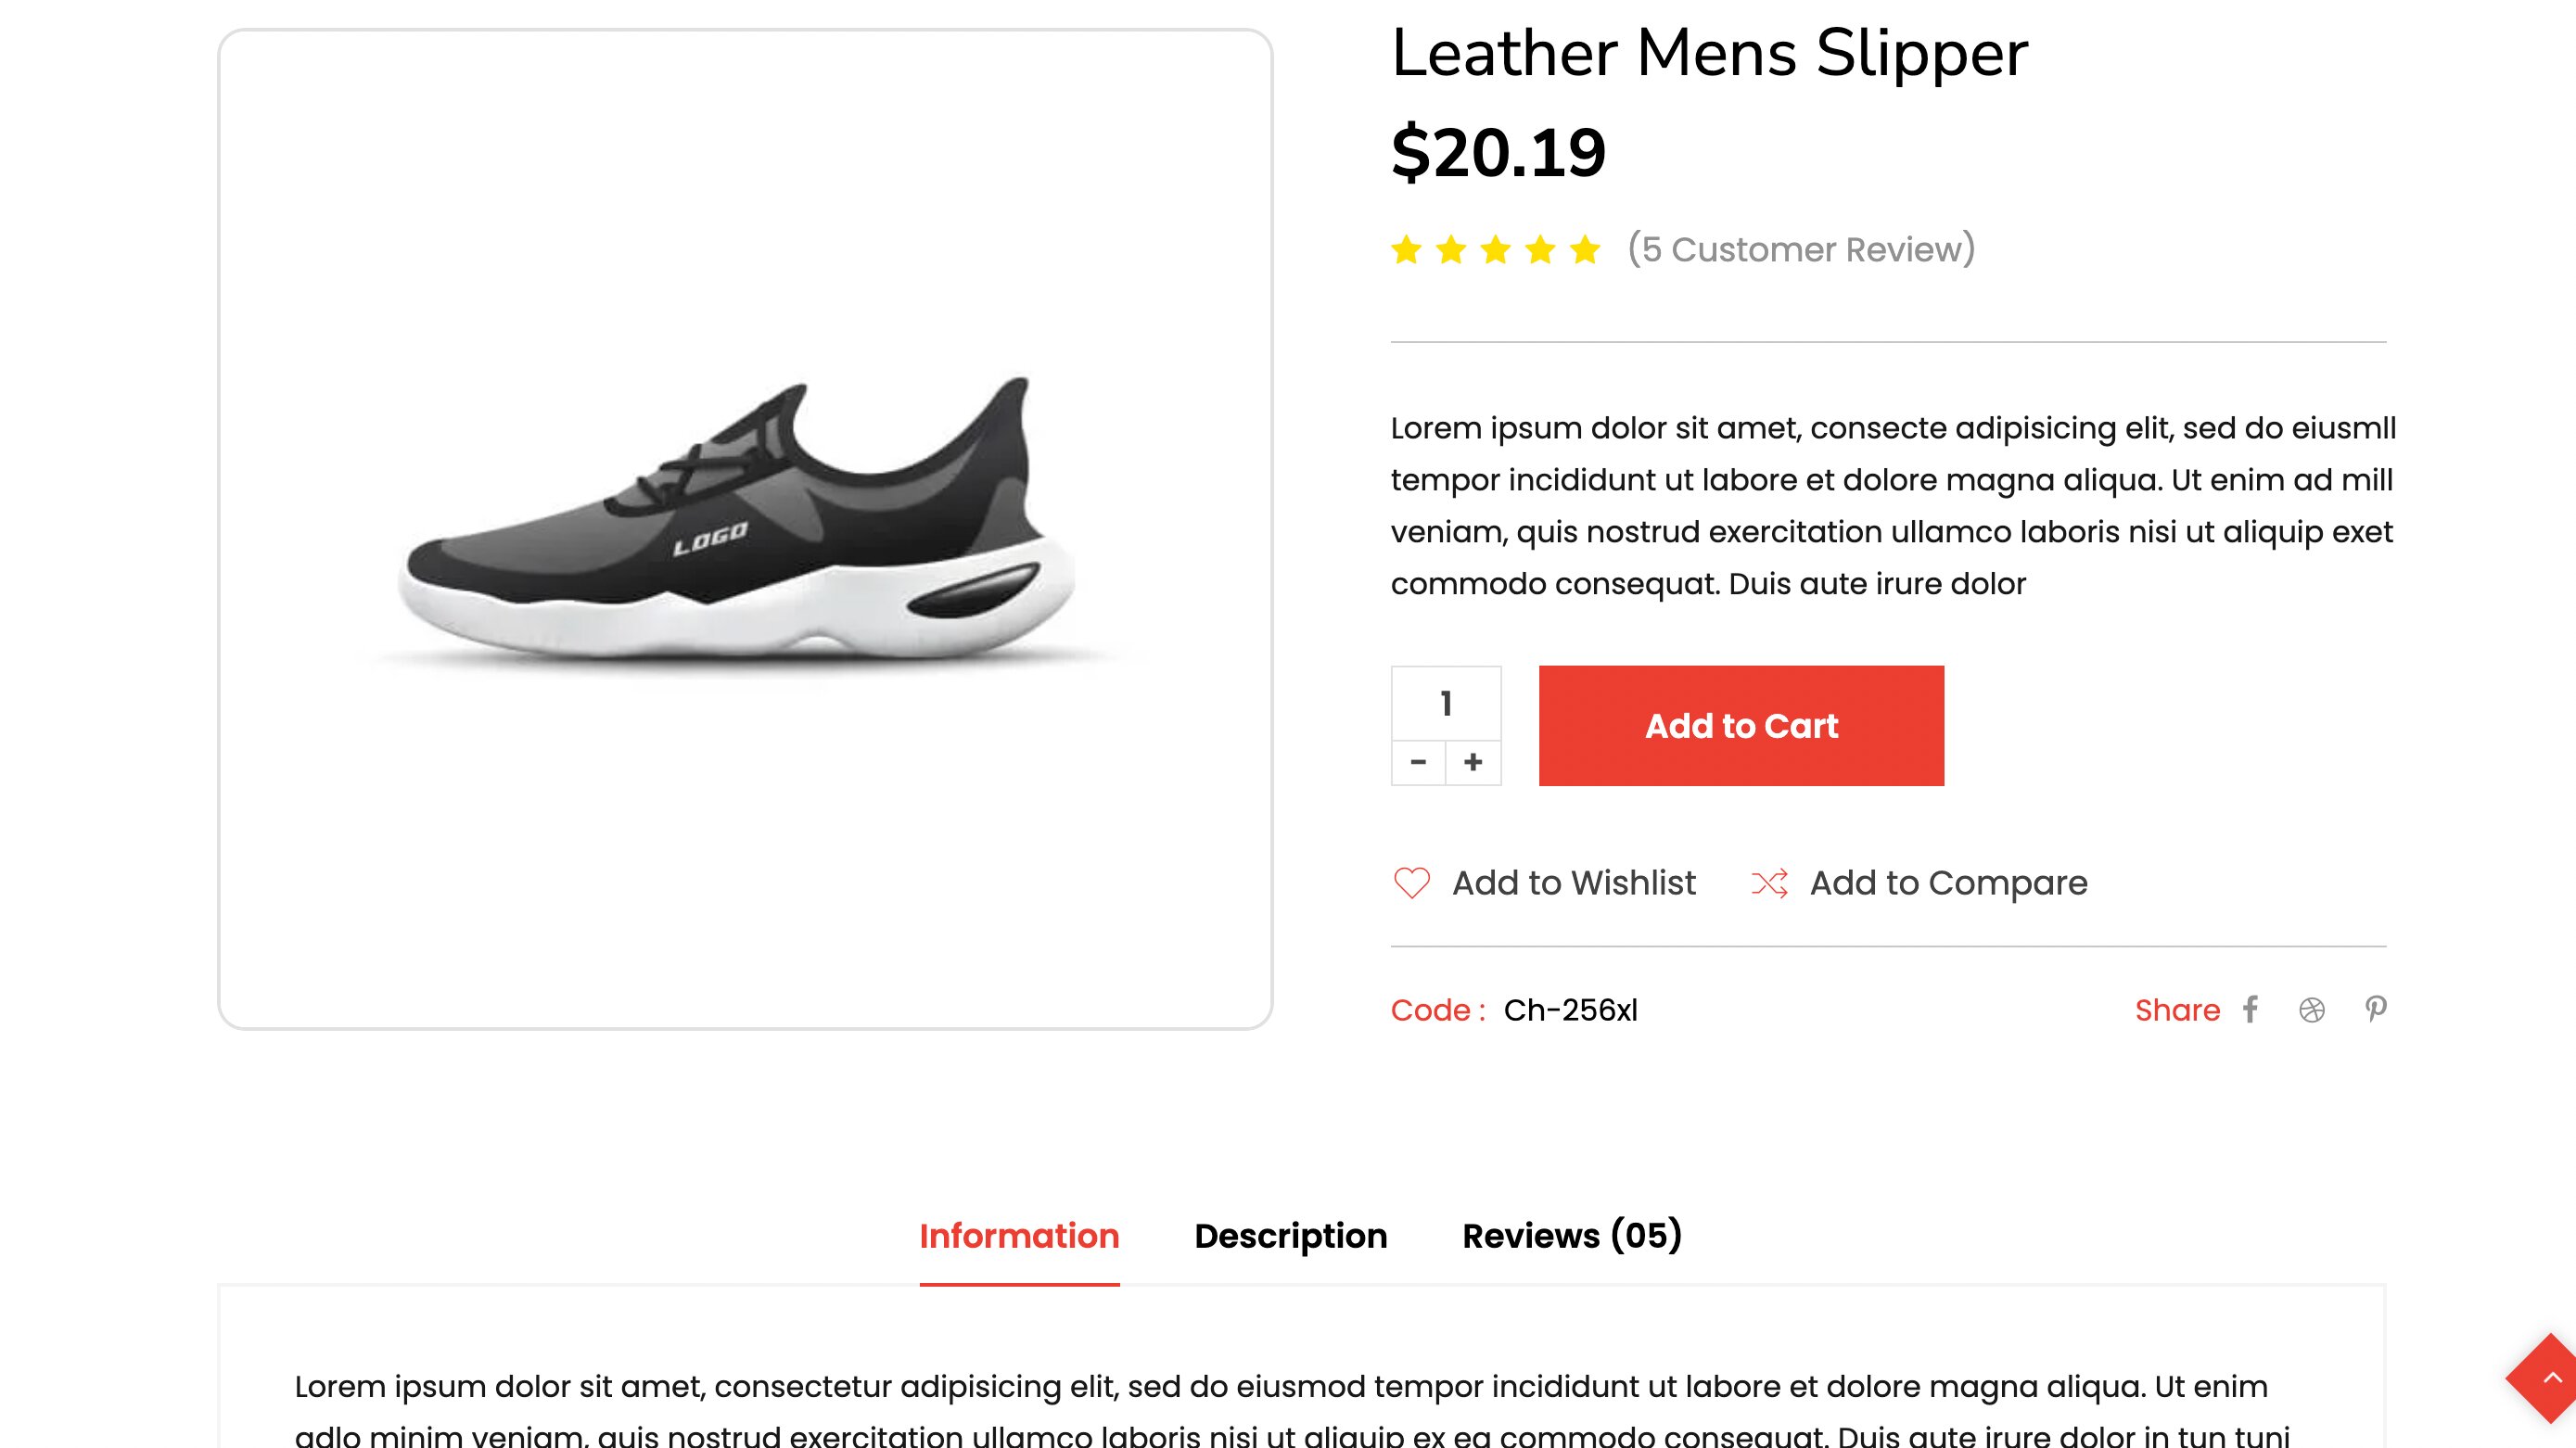 Leather Mens Slipper
$20.19
(5 Customer Review)
Lorem ipsum dolor sit amet, consecte adipisicing elit, sed do eiusmll
tempor incididunt ut labore et dolore magna aliqua. Ut enim ad mill
veniam, quis nostrud exercitation ullamco laboris nisi ut aliquip exet
commodo consequat. Duis aute irure dolor
LOGO
1
- +
Add to Cart
Add to Wishlist Add to Compare
Code : Ch-256xl Share
Information Description Reviews (05)
Lorem ipsum dolor sit amet, consectetur adipisicing elit, sed do eiusmod tempor incididunt ut labore et dolore magna aliqua. Ut enim
adlo minim veniam, quis nostrud exercitation ullamco laboris nisi ut aliquip ex ea commodo consequat. Duis aute irure dolor in tun tuni